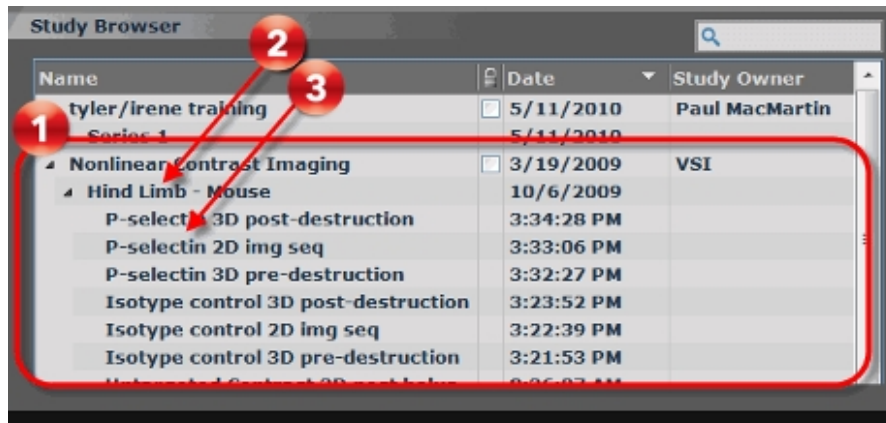 Study Browser
2
Name Date Study Owner
3
tyler/irene training 5/11/2010 Paul MacMartin
1
Series 1 5/11/2010
Nonlinear Contrast Imaging 3/19/2009 VSI
Hind Limb - Mouse 10/6/2009
P-selectin 3D post-destruction 3:34:28 PM
P-selectin 2D img seq 3:33:06 PM
P-selectin 3D pre-destruction 3:32:27 PM
Isotype control 3D post-destruction 3:23:52 PM
Isotype control 2D img seq 3:22:39 PM
Isotype control 3D pre-destruction 3:21:53 PM